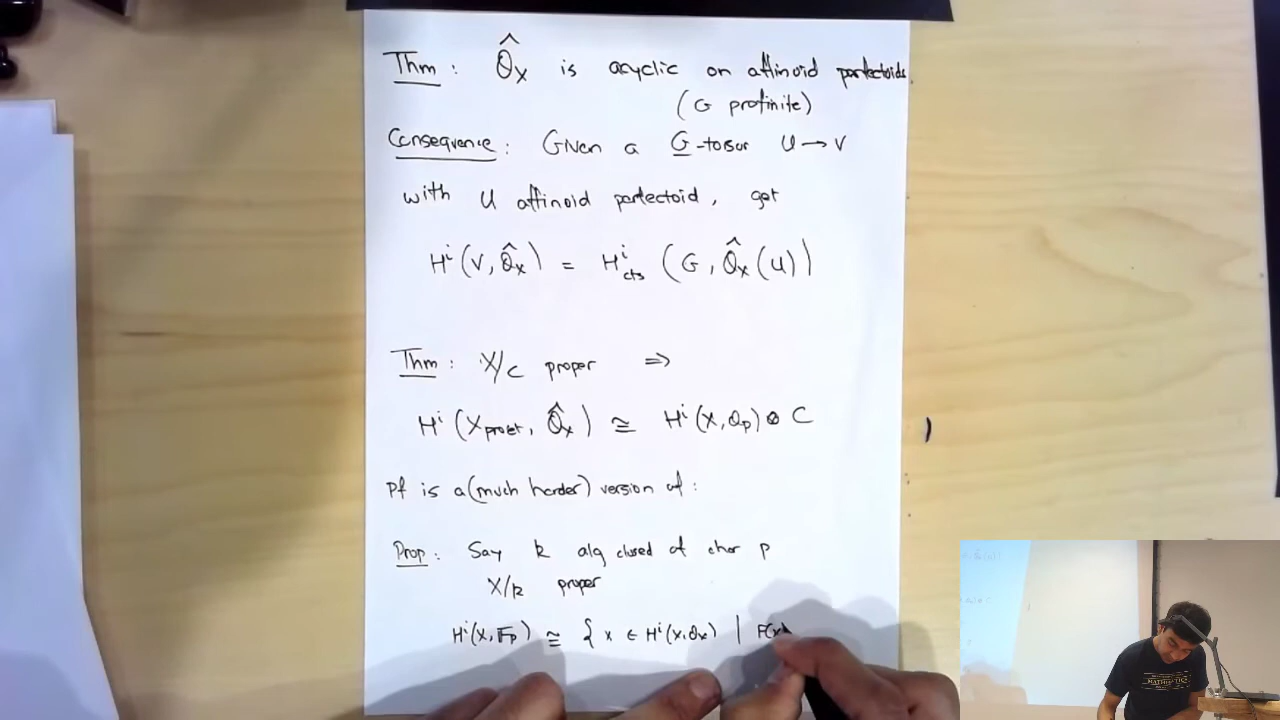 Thm : Ô_X is acyclic on affinoid perfectoids.
(G profinite)
Consequence : Given a G-torsor U → V
with U affinoid perfectoid, get
H^i (V, Ô_X) = H^i_cts (G, Ô_X(U))
Thm : X/C proper ⇒
H^i (X_proet, Ô_X) ≅ H^i (X, Q_p) ⊗ C
Pf is a (much harder) version of :
Prop : Say k alg closed of char p
X/k proper
H^i(X, F_p) ≅ { x ∈ H^i(X, O_X) | F(x)
MATHEMATICS